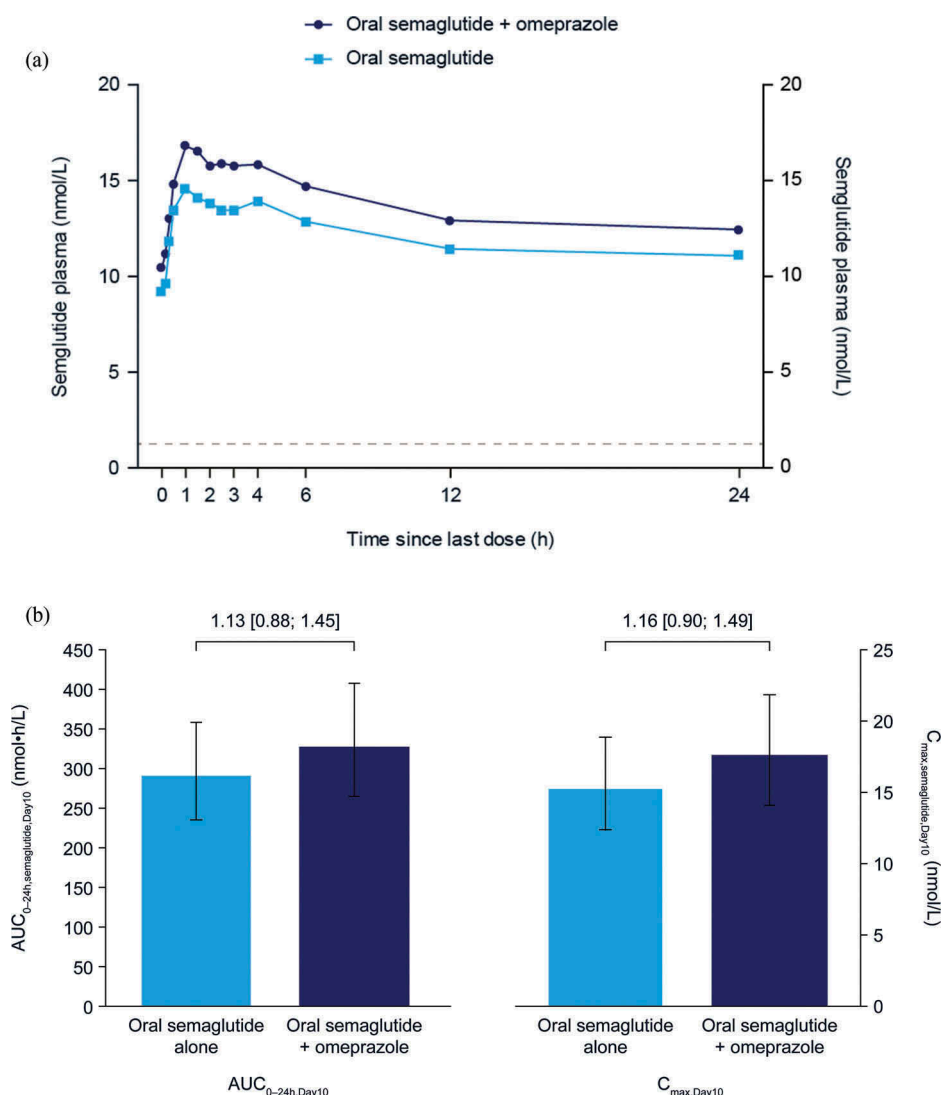 Oral semaglutide + omeprazole
Oral semaglutide
(a)
20
15
10
5
0
Semglutide plasma (nmol/L)
20
15
10
5
0
Semglutide plasma (nmol/L)
0 1 2 3 4 6 12 24
Time since last dose (h)
(b)
1.13 [0.88; 1.45]
1.16 [0.90; 1.49]
450
400
350
300
250
200
150
100
50
0
AUC0–24h,semaglutide,Day10 (nmol•h/L)
25
20
15
10
5
0
Cmax,semaglutide,Day10 (nmol/L)
Oral semaglutide
alone
Oral semaglutide
+ omeprazole
Oral semaglutide
alone
Oral semaglutide
+ omeprazole
AUC0–24h,Day10
Cmax,Day10